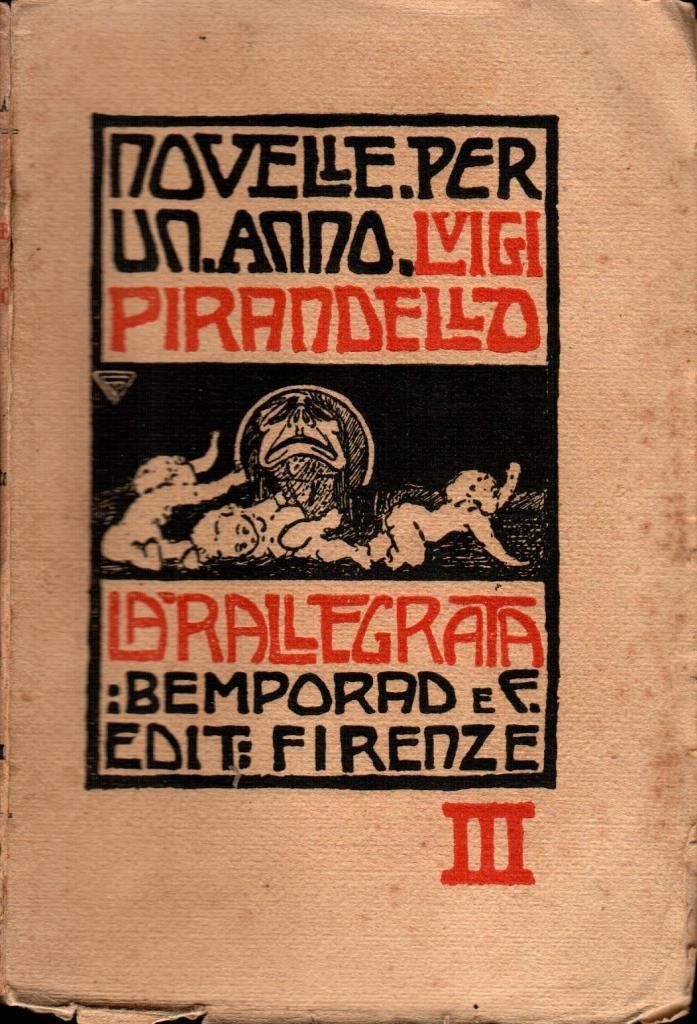 NOVELLE.PER
UN.ANNO.LUIGI
PIRANDELLO
LA RALLEGRATA
:BEMPORAD E F.
EDIT: FIRENZE
III